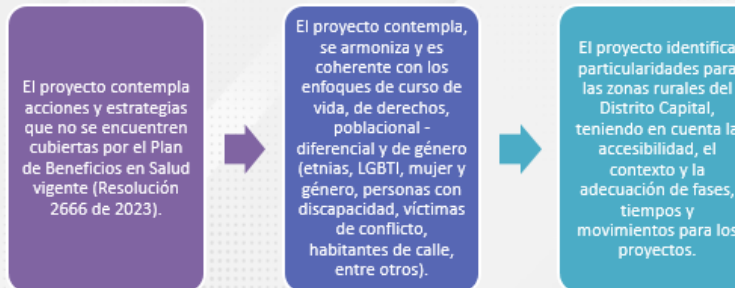 El proyecto contempla
acciones y estrategias
que no se encuentren
cubiertas por el Plan
de Beneficios en Salud
vigente (Resolución
2666 de 2023).
El proyecto contempla,
se armoniza y es
coherente con los
enfoques de curso de
vida, de derechos,
poblacional -
diferencial y de género
(etnias, LGBTI, mujer y
género, personas con
discapacidad, víctimas
de conflicto,
habitantes de calle,
entre otros).
El proyecto identifica
particularidades para
las zonas rurales del
Distrito Capital,
teniendo en cuenta la
accesibilidad, el
contexto y la
adecuación de fases,
tiempos y
movimientos para los
proyectos.